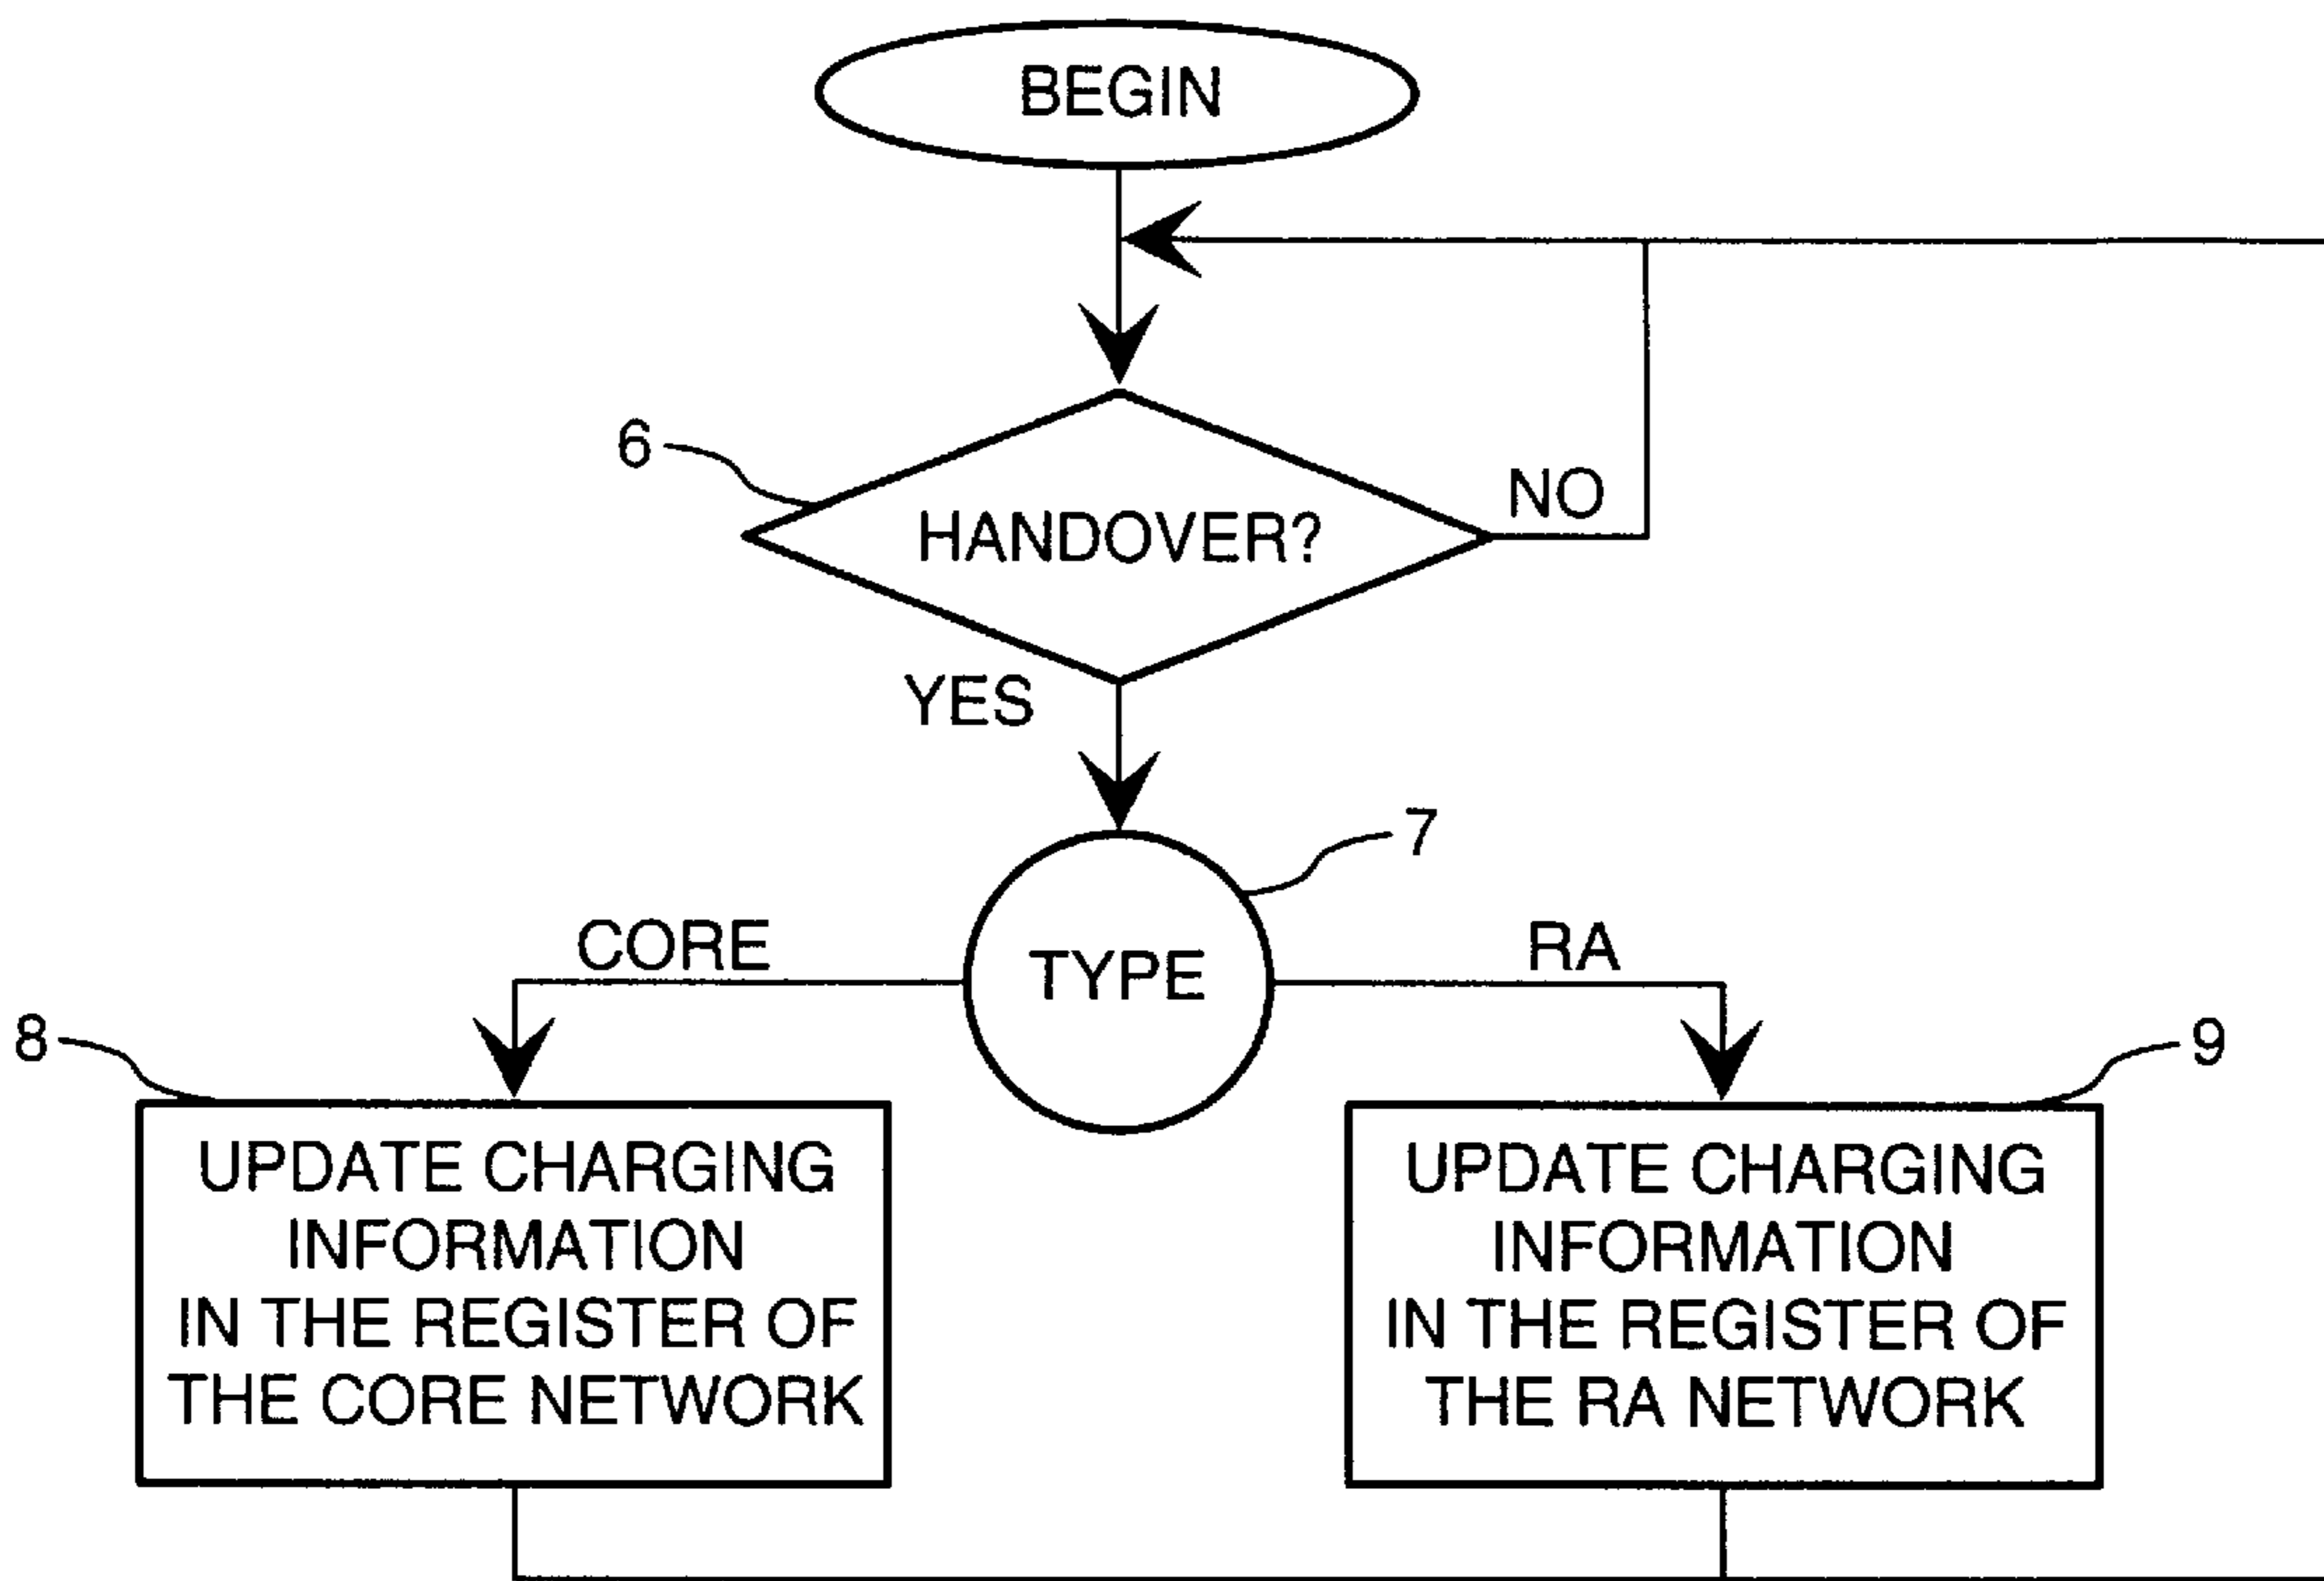 BEGIN
6
HANDOVER?
NO
YES
7
TYPE
CORE
RA
8
9
UPDATE CHARGING
INFORMATION
IN THE REGISTER OF
THE CORE NETWORK
UPDATE CHARGING
INFORMATION
IN THE REGISTER OF
THE RA NETWORK